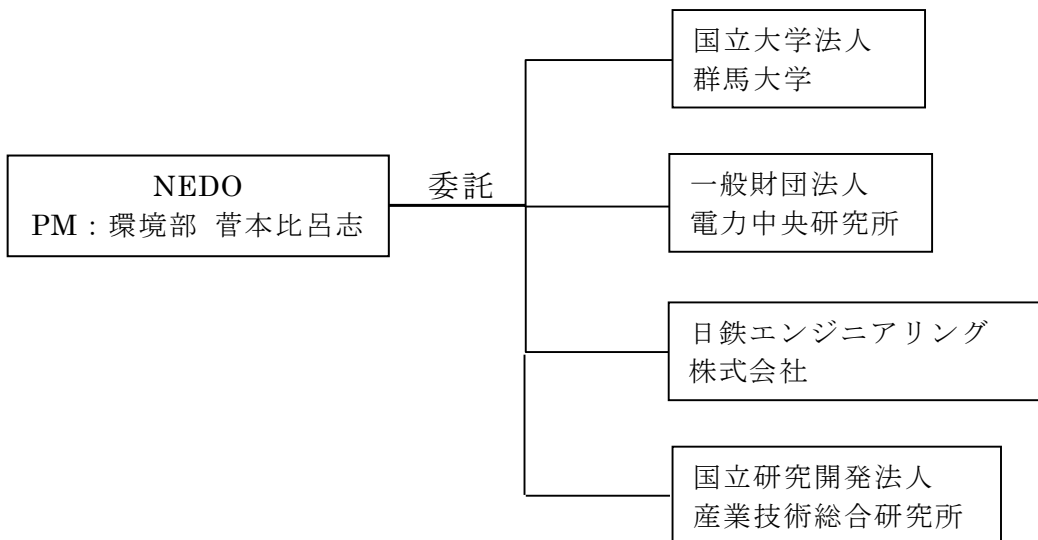 国立大学法人
群馬大学
NEDO
PM：環境部 菅本比呂志
委託
一般財団法人
電力中央研究所
日鉄エンジニアリング
株式会社
国立研究開発法人
産業技術総合研究所